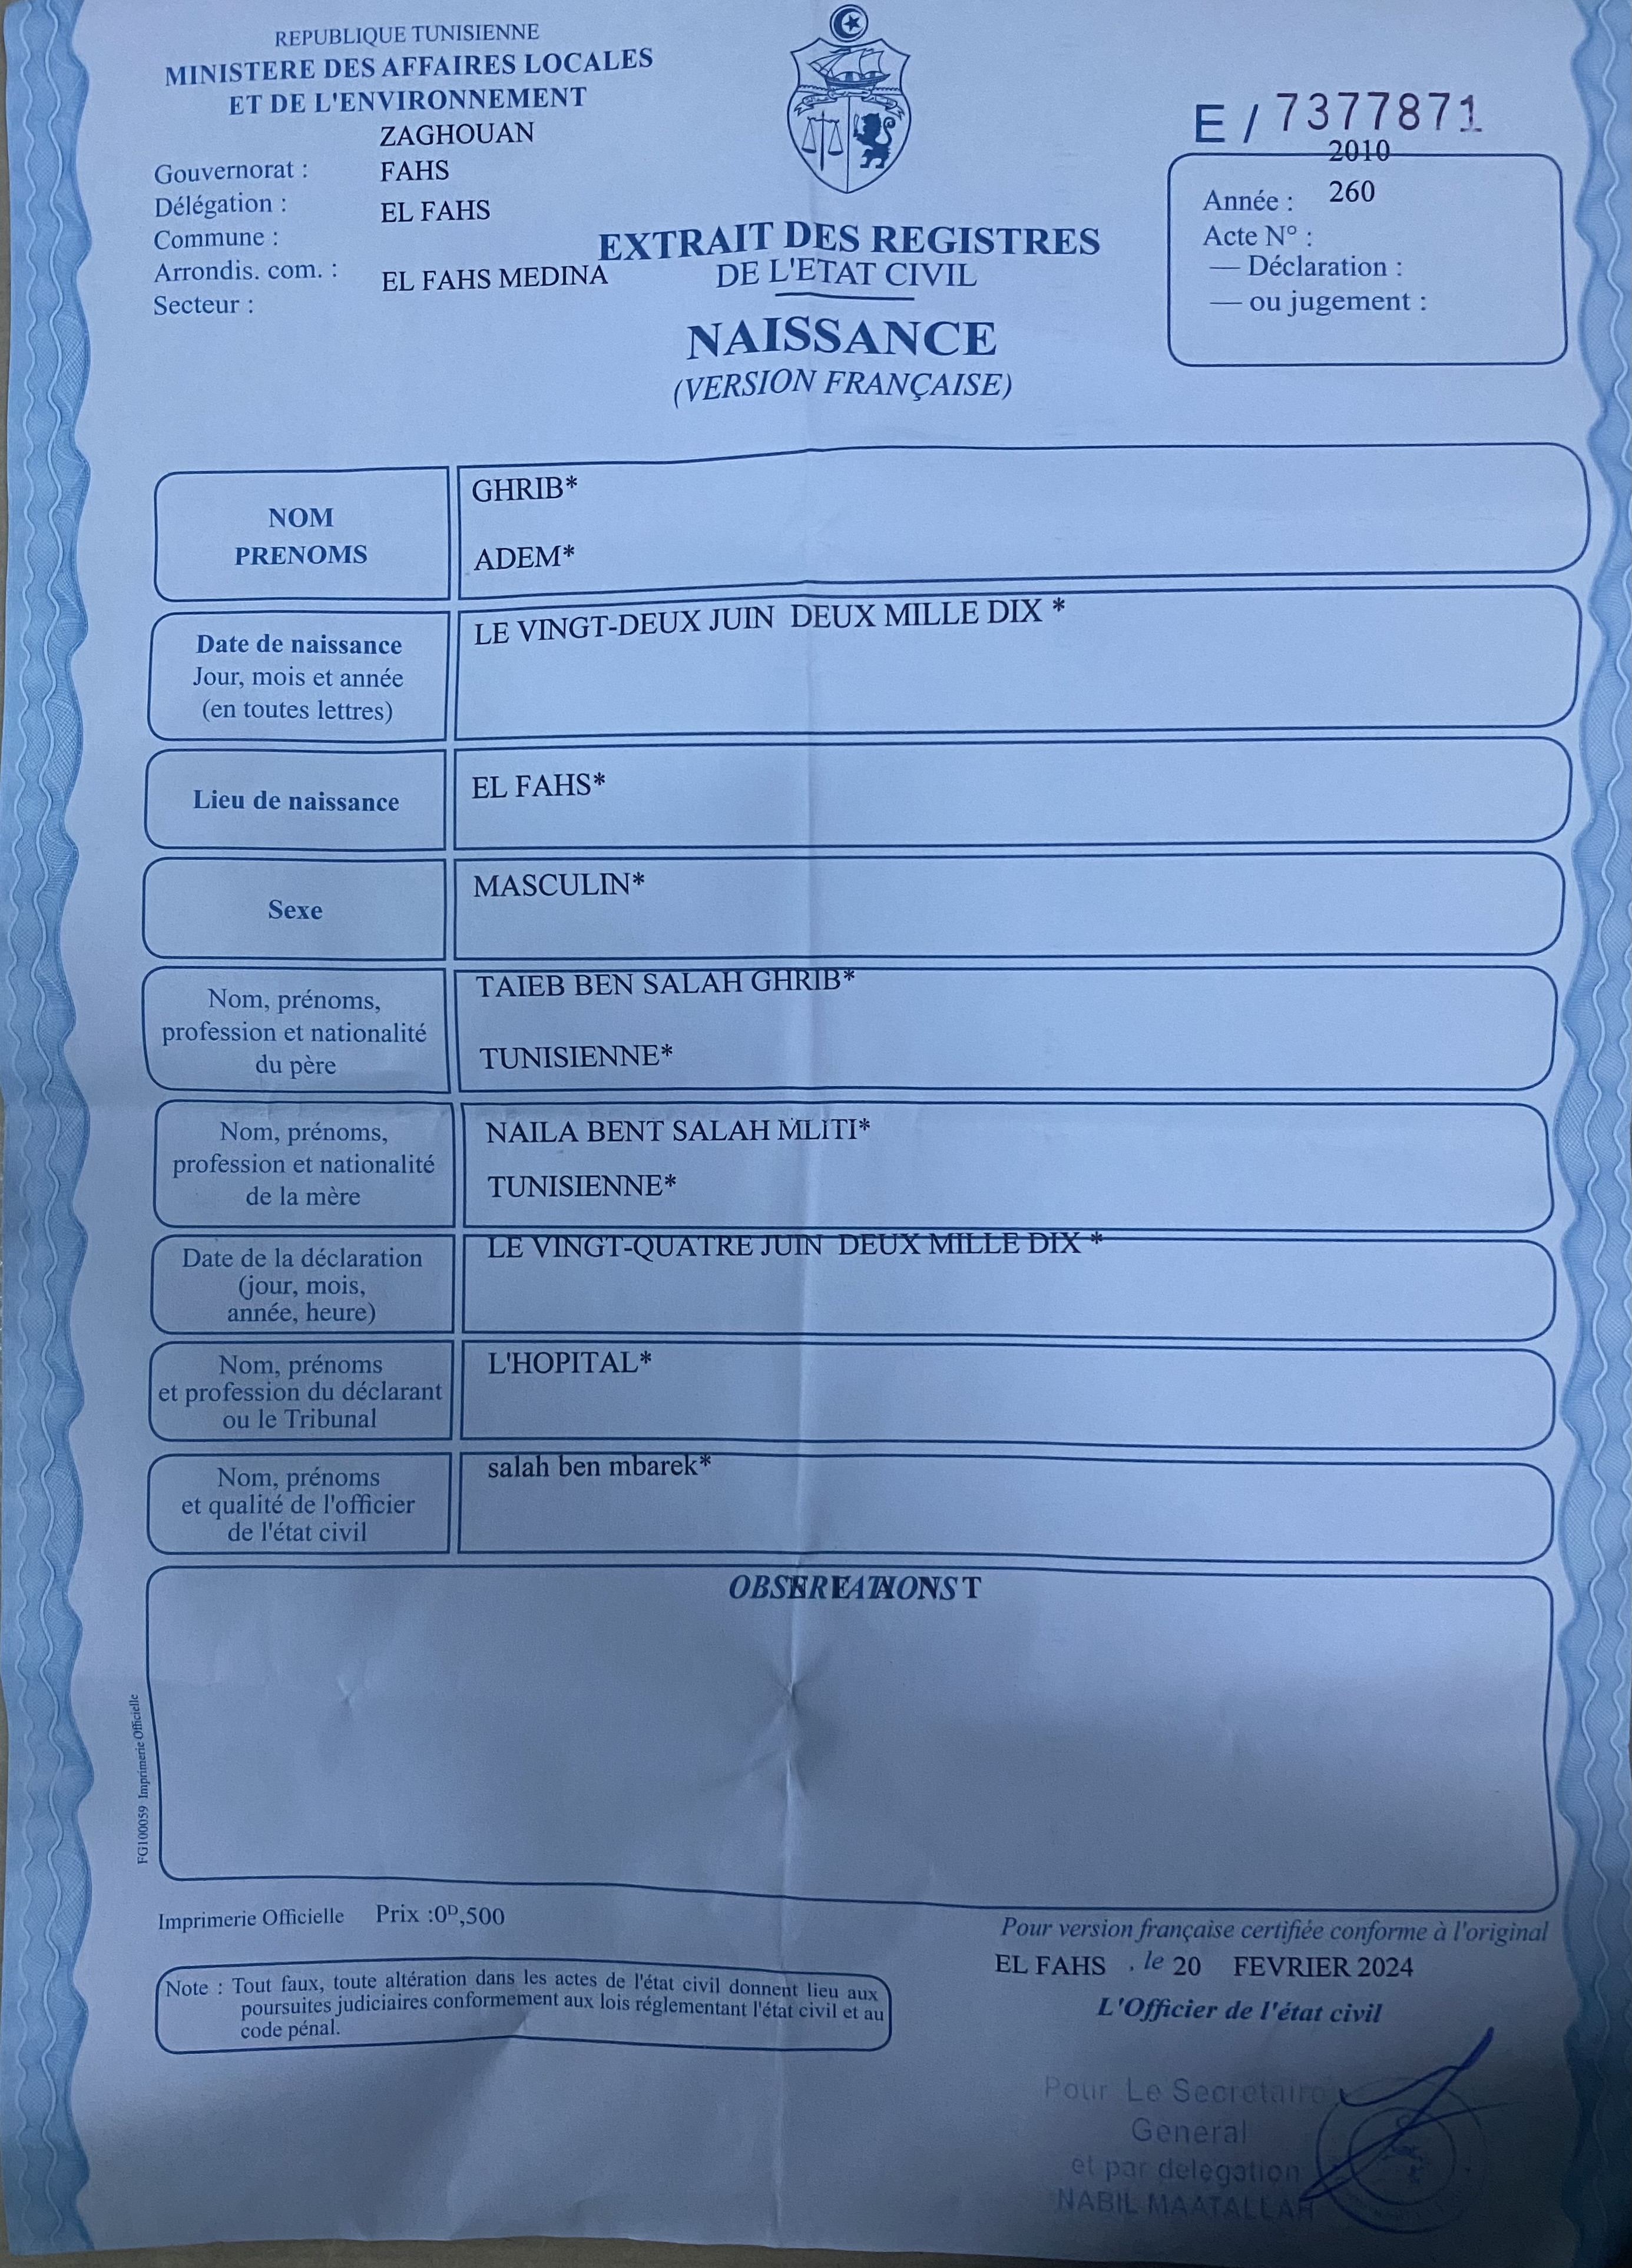 REPUBLIQUE TUNISIENNE
MINISTERE DES AFFAIRES LOCALES
ET DE L'ENVIRONNEMENT
ZAGHOUAN
Gouvernorat :
FAHS
Délégation :
EL FAHS
Commune :
Arrondis. com. :
EL FAHS MEDINA
Secteur :
E / 7377871
2010
Année :
260
Acte N° :
— Déclaration :
— ou jugement :
EXTRAIT DES REGISTRES
DE L'ETAT CIVIL
NAISSANCE
(VERSION FRANÇAISE)
NOM
PRENOMS
GHRIB*
ADEM*
Date de naissance
Jour, mois et année
(en toutes lettres)
LE VINGT-DEUX JUIN DEUX MILLE DIX *
Lieu de naissance
EL FAHS*
Sexe
MASCULIN*
Nom, prénoms,
profession et nationalité
du père
TAIEB BEN SALAH GHRIB*
TUNISIENNE*
Nom, prénoms,
profession et nationalité
de la mère
NAILA BENT SALAH MLITI*
TUNISIENNE*
Date de la déclaration
(jour, mois,
année, heure)
LE VINGT-QUATRE JUIN DEUX MILLE DIX *
Nom, prénoms
et profession du déclarant
ou le Tribunal
L'HOPITAL*
Nom, prénoms
et qualité de l'officier
de l'état civil
salah ben mbarek*
OBSERVATIONS
FG100059 Imprimerie Officielle
Imprimerie Officielle Prix :0ᴰ,500
Note : Tout faux, toute altération dans les actes de l'état civil donnent lieu aux
poursuites judiciaires conformement aux lois réglementant l'état civil et au
code pénal.
Pour version française certifiée conforme à l'original
EL FAHS , le 20 FEVRIER 2024
L'Officier de l'état civil
Pour Le Secretaire
General
et par delegation
NABIL MAATALLAH